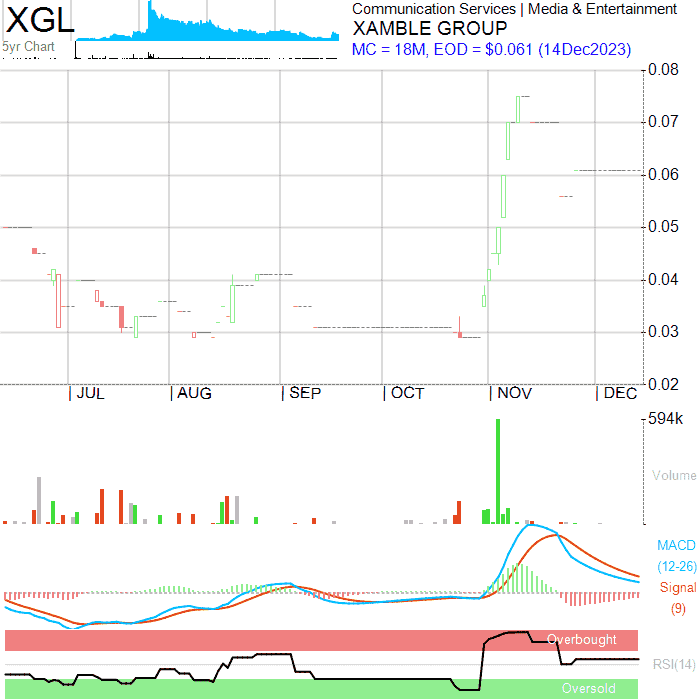 XGL
5yr Chart
Communication Services | Media & Entertainment
XAMBLE GROUP
MC = 18M, EOD = $0.061 (14Dec2023)
0.08
0.07
0.06
0.05
0.04
0.03
0.02
JUL AUG SEP OCT NOV DEC
594k
Volume
MACD
(12-26)
Signal
(9)
Overbought
RSI(14)
Oversold